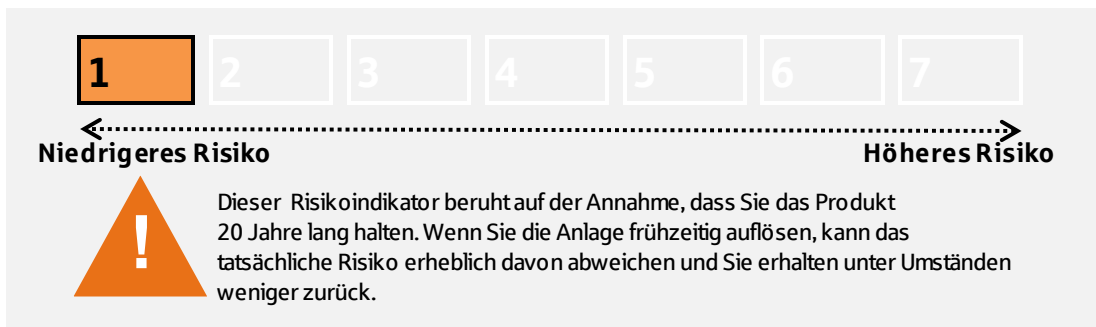 1 2 3 4 5 6 7
Niedrigeres Risiko Höheres Risiko
!
Dieser Risikoindikator beruht auf der Annahme, dass Sie das Produkt
20 Jahre lang halten. Wenn Sie die Anlage frühzeitig auflösen, kann das
tatsächliche Risiko erheblich davon abweichen und Sie erhalten unter Umständen
weniger zurück.